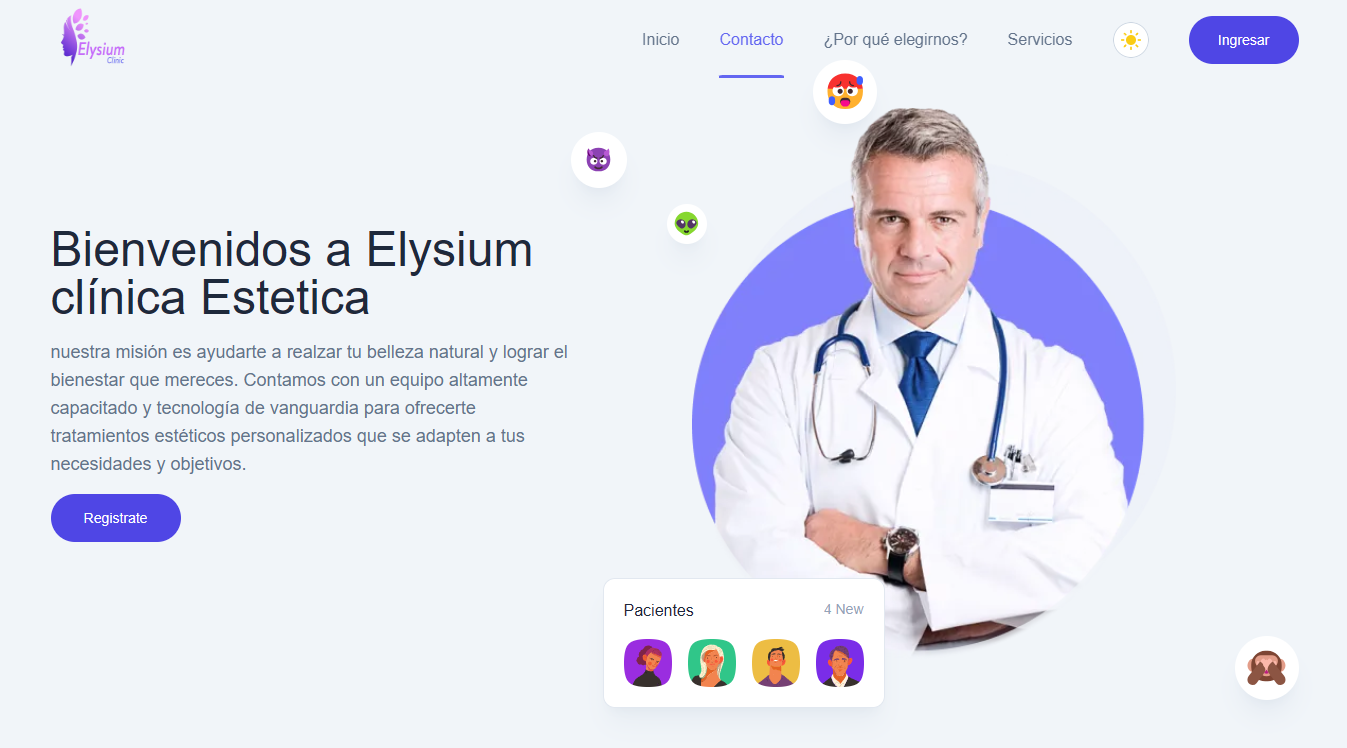 Elysium
Clinic
Inicio
Contacto
¿Por qué elegirnos?
Servicios
Ingresar
Bienvenidos a Elysium
clínica Estetica
nuestra misión es ayudarte a realzar tu belleza natural y lograr el
bienestar que mereces. Contamos con un equipo altamente
capacitado y tecnología de vanguardia para ofrecerte
tratamientos estéticos personalizados que se adapten a tus
necesidades y objetivos.
Registrate
Pacientes
4 New